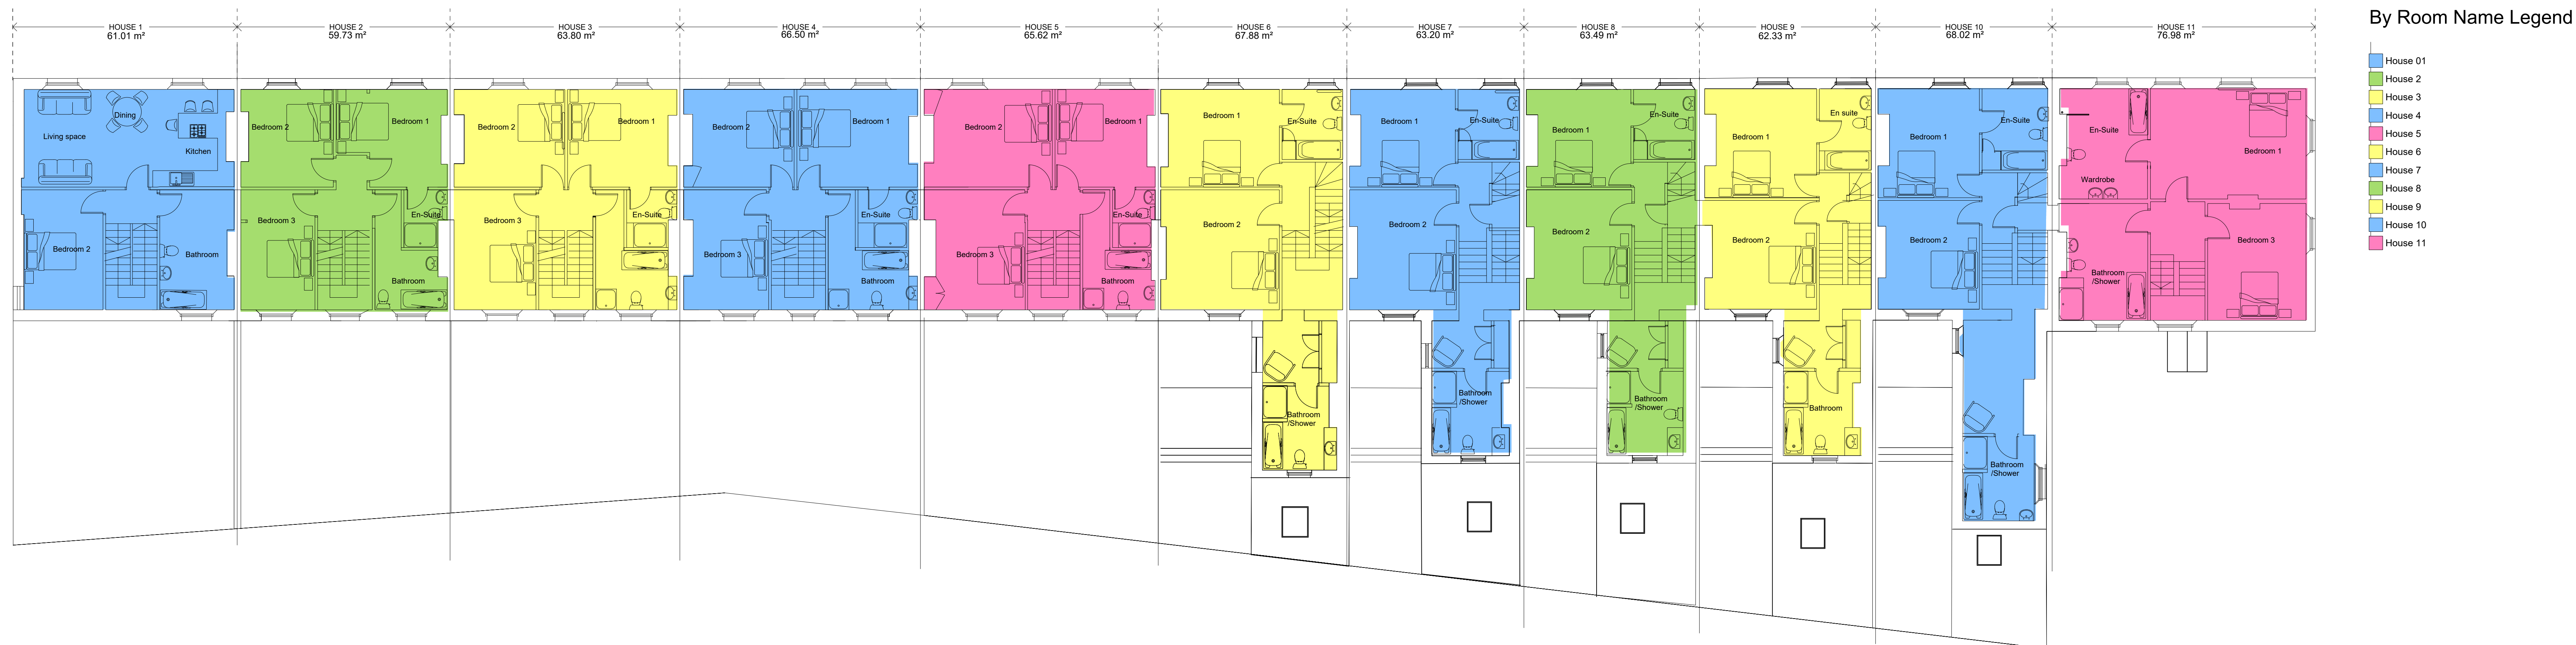 By Room Name Legend
HOUSE 1
61.01 m²
HOUSE 2
59.73 m²
HOUSE 3
63.80 m²
HOUSE 4
66.50 m²
HOUSE 5
65.62 m²
HOUSE 6
67.88 m²
HOUSE 7
63.20 m²
HOUSE 8
63.49 m²
HOUSE 9
62.33 m²
HOUSE 10
68.02 m²
HOUSE 11
76.98 m²
House 01
House 2
House 3
House 4
House 5
House 6
House 7
House 8
House 9
House 10
House 11
Living space
Dining
Kitchen
Bedroom 2
Bathroom
Bedroom 2
Bedroom 1
Bedroom 3
En-Suite
Bathroom
Bedroom 2
Bedroom 1
Bedroom 3
En-Suite
Bathroom
Bedroom 2
Bedroom 1
Bedroom 3
En-Suite
Bathroom
Bedroom 2
Bedroom 1
Bedroom 3
En-Suite
Bathroom
Bedroom 1
En-Suite
Bedroom 2
Bathroom
/Shower
Bedroom 1
En-Suite
Bedroom 2
Bathroom
/Shower
Bedroom 1
En-Suite
Bedroom 2
Bathroom
/Shower
Bedroom 1
En suite
Bedroom 2
Bathroom
Bedroom 1
En-Suite
Bedroom 2
Bathroom
/Shower
En-Suite
Bedroom 1
Wardrobe
Bedroom 3
Bathroom
/Shower